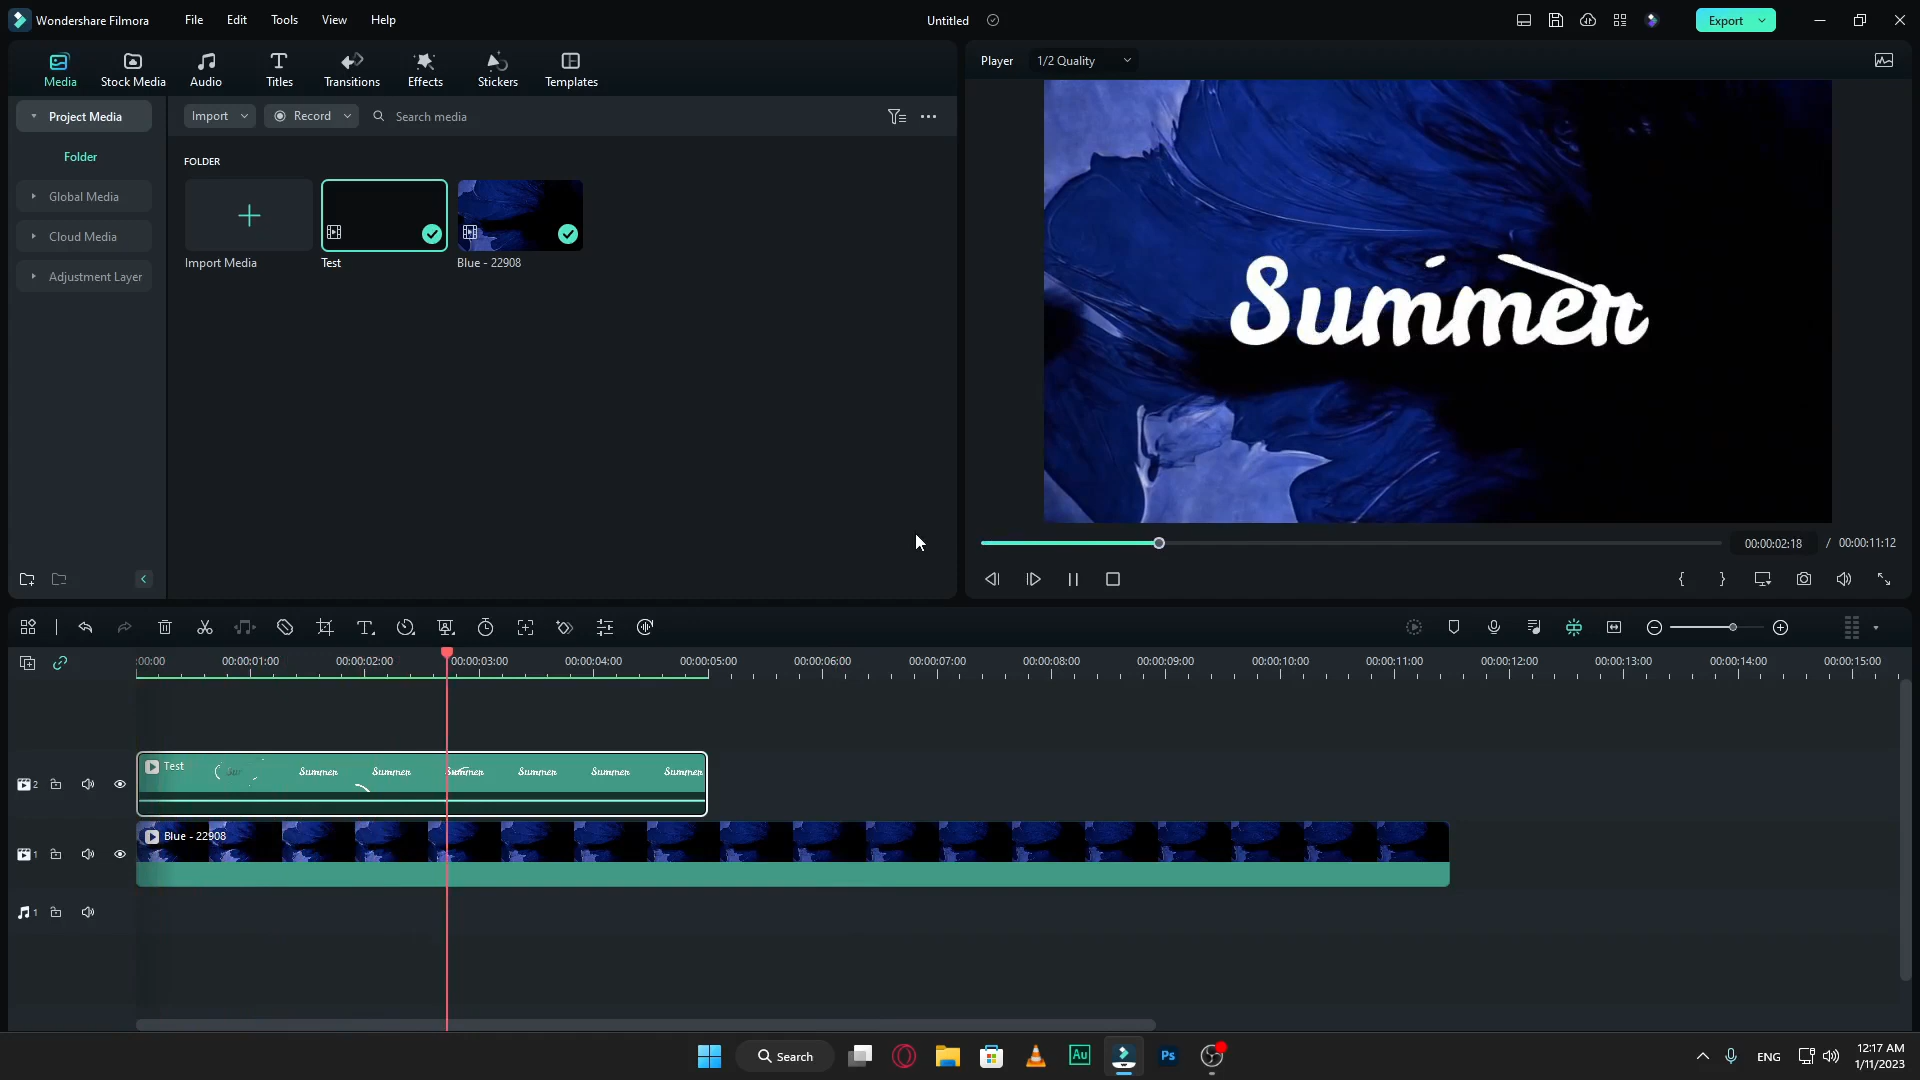 Wondershare Filmora
File
Edit
Tools
View
Help
Untitled
Export
Media
Stock Media
Audio
Titles
Transitions
Effects
Stickers
Templates
Player
1/2 Quality
Project Media
Import
Record
Search media
Folder
FOLDER
Global Media
Cloud Media
Adjustment Layer
Import Media
Test
Blue - 22908
Summer
00:00:02:18 / 00:00:11:12
:00:00
00:00:01:00
00:00:02:00
00:00:03:00
00:00:04:00
00:00:05:00
00:00:06:00
00:00:07:00
00:00:08:00
00:00:09:00
00:00:10:00
00:00:11:00
00:00:12:00
00:00:13:00
00:00:14:00
00:00:15:00
2
Test
Summer
Summer
Summer
Summer
Summer
Summer
1
Blue - 22908
1
Search
Au
Ps
ENG
12:17 AM
1/11/2023